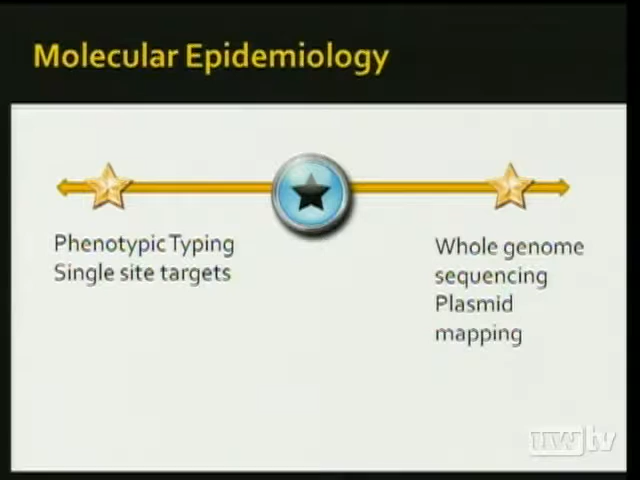 Molecular Epidemiology
Phenotypic Typing
Single site targets
Whole genome
sequencing
Plasmid
mapping
uwtv